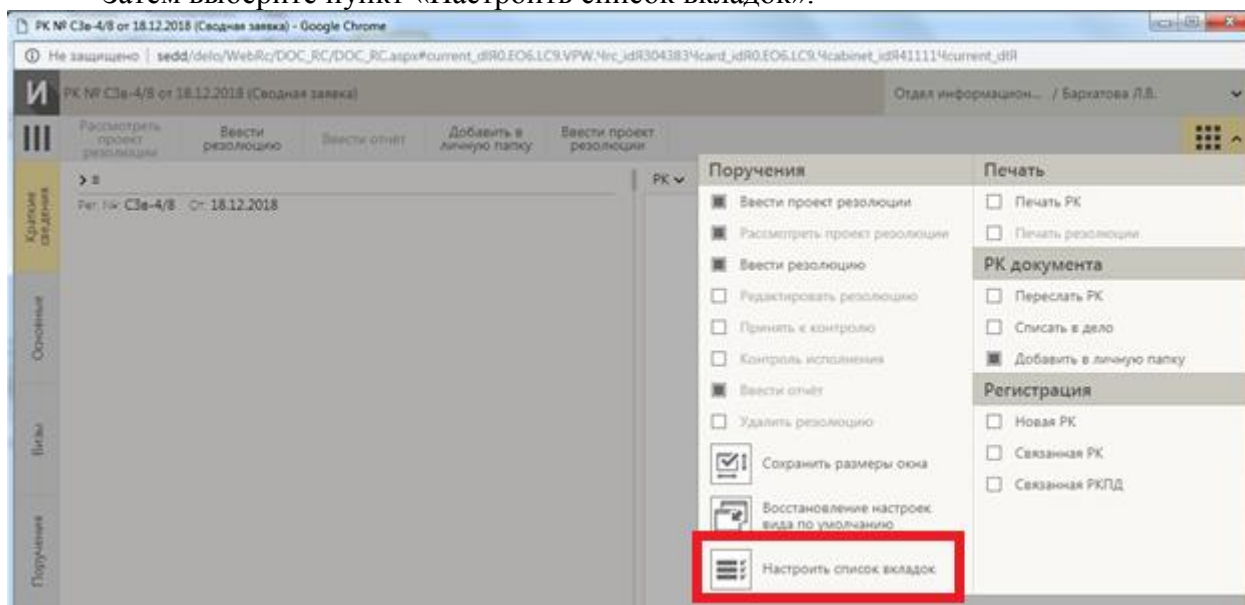 Затем выберите пункт «Настроить список вкладок».
РК № СЗв-4/8 от 18.12.2018 (Сводная заявка) - Google Chrome
Не защищено | sedd/delo/WebRc/DOC_RC/DOC_RC.aspx#current_
И РК № СЗв-4/8 от 18.12.2018 (Сводная заявка) Отдел информацион... / Бархатова Л.В.
Рассмотреть проект резолюции
Ввести резолюцию
Ввести отчёт
Добавить в личную папку
Ввести проект резолюции
Краткие сведения
Основные
Визы
Поручения
Рег. №: СЗв-4/8 От: 18.12.2018
РК
Поручения
Ввести проект резолюции
Рассмотреть проект резолюции
Ввести резолюцию
Редактировать резолюцию
Принять к контролю
Контроль исполнения
Ввести отчёт
Удалить резолюцию
Сохранить размеры окна
Восстановление настроек
вида по умолчанию
Настроить список вкладок
Печать
Печать РК
Печать резолюции
РК документа
Переслать РК
Списать в дело
Добавить в личную папку
Регистрация
Новая РК
Связанная РК
Связанная РКПД